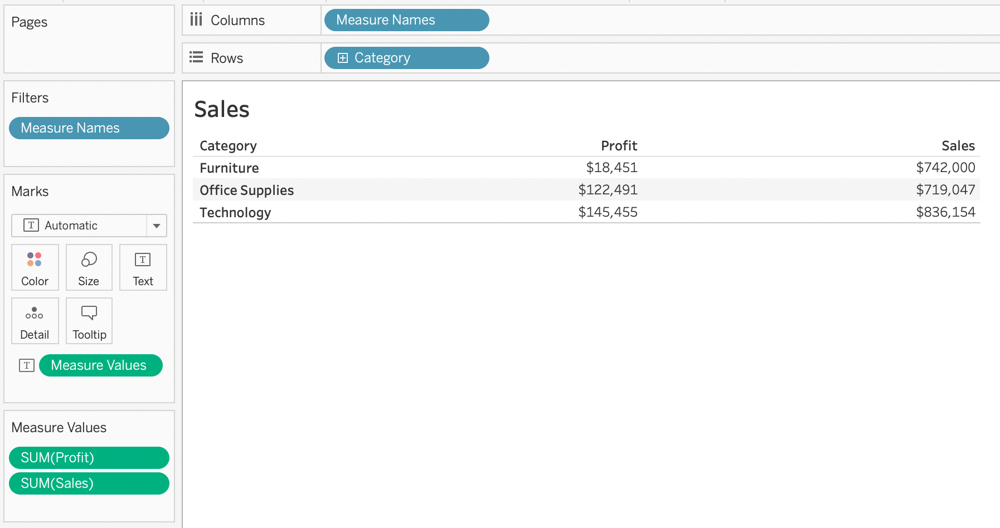 Pages
Columns
Measure Names
Rows
Category
Filters
Measure Names
Marks
T Automatic
Color
Size
T
Text
Detail
Tooltip
T Measure Values
Measure Values
SUM(Profit)
SUM(Sales)
Sales
Category Profit Sales
Furniture $18,451 $742,000
Office Supplies $122,491 $719,047
Technology $145,455 $836,154